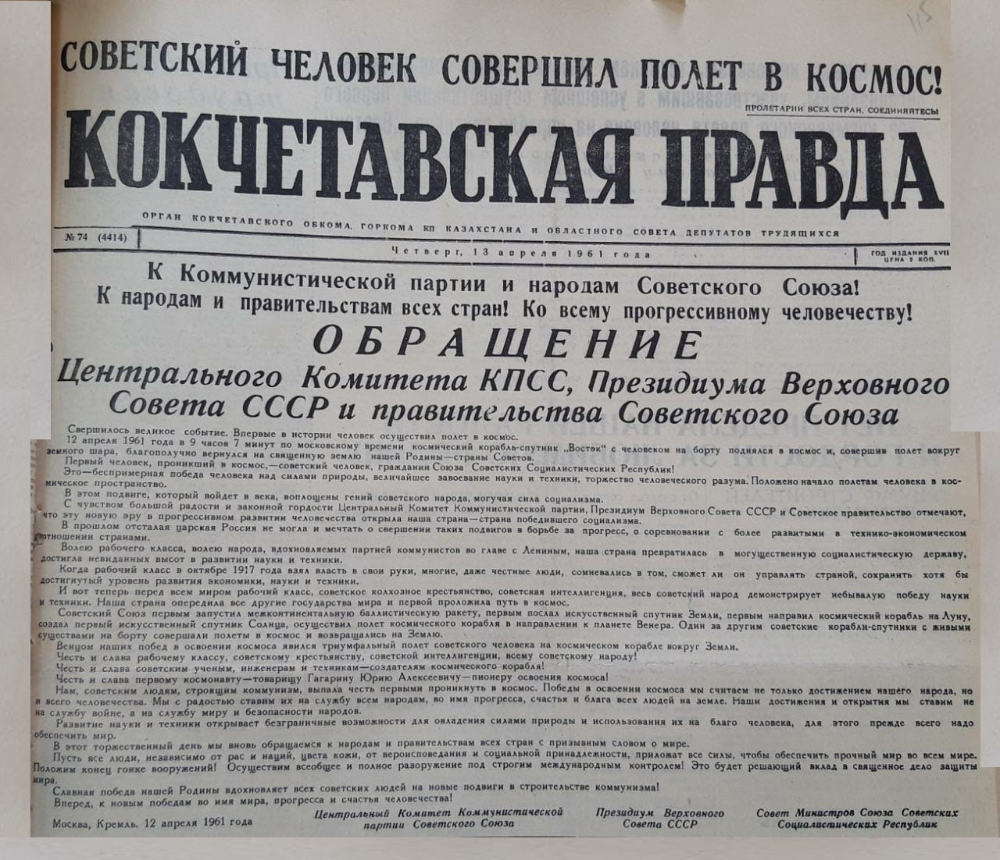 115
СОВЕТСКИЙ ЧЕЛОВЕК СОВЕРШИЛ ПОЛЕТ В КОСМОС!
ПРОЛЕТАРИИ ВСЕХ СТРАН, СОЕДИНЯЙТЕСЬ!
КОКЧЕТАВСКАЯ ПРАВДА
ОРГАН КОКЧЕТАВСКОГО ОБКОМА, ГОРКОМА КП КАЗАХСТАНА И ОБЛАСТНОГО СОВЕТА ДЕПУТАТОВ ТРУДЯЩИХСЯ
№ 74 (4414)
Четверг, 13 апреля 1961 года
ГОД ИЗДАНИЯ XVII
ЦЕНА 2 КОП.
К Коммунистической партии и народам Советского Союза!
К народам и правительствам всех стран! Ко всему прогрессивному человечеству!
ОБРАЩЕНИЕ
Центрального Комитета КПСС, Президиума Верховного
Совета СССР и правительства Советского Союза
Свершилось великое событие. Впервые в истории человек осуществил полет в космос.
12 апреля 1961 года в 9 часов 7 минут по московскому времени космический корабль-спутник „Восток“ с человеком на борту поднялся в космос и, совершив полет вокруг
земного шара, благополучно вернулся на священную землю нашей Родины—страны Советов.
Первый человек, проникший в космос,—советский человек, гражданин Союза Советских Социалистических Республик!
Это—беспримерная победа человека над силами природы, величайшее завоевание науки и техники, торжество человеческого разума. Положено начало полетам человека в кос-
мическое пространство.
В этом подвиге, который войдет в века, воплощены гений советского народа, могучая сила социализма.
С чувством большой радости и законной гордости Центральный Комитет Коммунистической партии, Президиум Верховного Совета СССР и Советское правительство отмечают,
что эту новую эру в прогрессивном развитии человечества открыла наша страна—страна победившего социализма.
В прошлом отсталая царская Россия не могла и мечтать о свершении таких подвигов в борьбе за прогресс, о соревновании с более развитыми в технико-экономическом
отношении странами.
Волею рабочего класса, волею народа, вдохновляемых партией коммунистов во главе с Лениным, наша страна превратилась в могущественную социалистическую державу,
достигла невиданных высот в развитии науки и техники.
Когда рабочий класс в октябре 1917 года взял власть в свои руки, многие, даже честные люди, сомневались в том, сможет ли он управлять страной, сохранить хотя бы
достигнутый уровень развития экономики, науки и техники.
И вот теперь перед всем миром рабочий класс, советское колхозное крестьянство, советская интеллигенция, весь советский народ демонстрирует небывалую победу науки
и техники. Наша страна опередила все другие государства мира и первой проложила путь в космос.
Советский Союз первым запустил межконтинентальную баллистическую ракету, первым послал искусственный спутник Земли, первым направил космический корабль на Луну,
создал первый искусственный спутник Солнца, осуществил полет космического корабля в направлении к планете Венера. Один за другим советские корабли-спутники с живыми
существами на борту совершали полеты в космос и возвращались на Землю.
Венцом наших побед в освоении космоса явился триумфальный полет советского человека на космическом корабле вокруг Земли.
Честь и слава рабочему классу, советскому крестьянству, советской интеллигенции, всему советскому народу!
Честь и слава советским ученым, инженерам и техникам—создателям космического корабля!
Честь и слава первому космонавту—товарищу Гагарину Юрию Алексеевичу—пионеру освоения космоса!
Нам, советским людям, строящим коммунизм, выпала честь первыми проникнуть в космос. Победы в освоении космоса мы считаем не только достижением нашего народа, но
и всего человечества. Мы с радостью ставим их на службу всем народам, во имя прогресса, счастья и блага всех людей на земле. Наши достижения и открытия мы ставим не
на службу войне, а на службу миру и безопасности народов.
Развитие науки и техники открывает безграничные возможности для овладения силами природы и использования их на благо человека, для этого прежде всего надо
обеспечить мир.
В этот торжественный день мы вновь обращаемся к народам и правительствам всех стран с призывным словом о мире.
Пусть все люди, независимо от рас и наций, цвета кожи, от вероисповедания и социальной принадлежности, приложат все силы, чтобы обеспечить прочный мир во всем мире.
Положим конец гонке вооружений! Осуществим всеобщее и полное разоружение под строгим международным контролем! Это будет решающий вклад в священное дело защиты
мира.
Славная победа нашей Родины вдохновляет всех советских людей на новые подвиги в строительстве коммунизма!
Вперед, к новым победам во имя мира, прогресса и счастья человечества!
Москва, Кремль. 12 апреля 1961 года
Центральный Комитет Коммунистической
партии Советского Союза
Президиум Верховного
Совета СССР
Совет Министров Союза Советских
Социалистических Республик